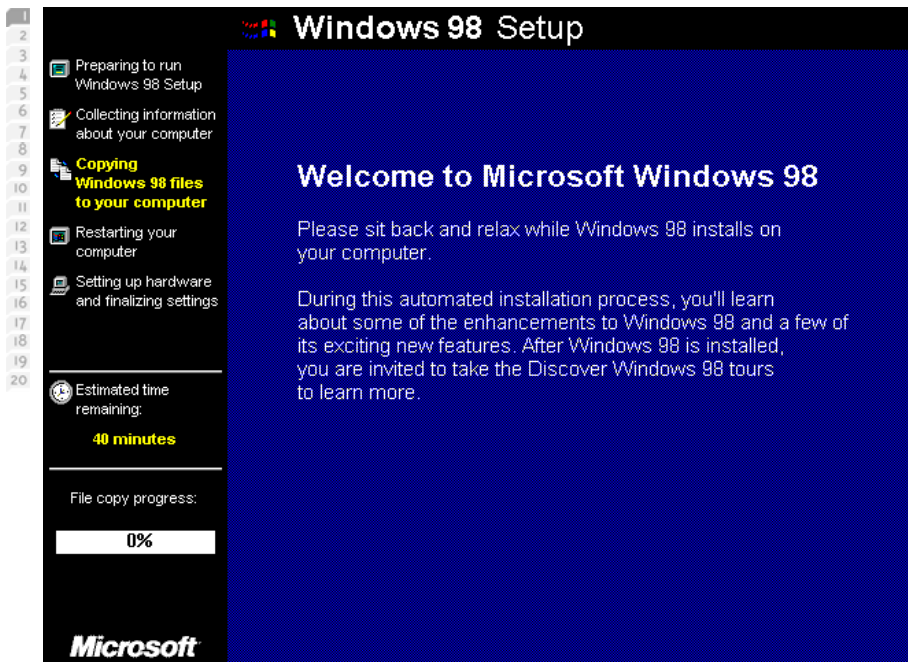 1
2
3
4
5
6
7
8
9
10
11
12
13
14
15
16
17
18
19
20
Windows 98 Setup
Preparing to run
Windows 98 Setup
Collecting information
about your computer
Copying
Windows 98 files
to your computer
Restarting your
computer
Setting up hardware
and finalizing settings
Estimated time
remaining:
40 minutes
File copy progress:
0%
Microsoft
Welcome to Microsoft Windows 98
Please sit back and relax while Windows 98 installs on
your computer.
During this automated installation process, you'll learn
about some of the enhancements to Windows 98 and a few of
its exciting new features. After Windows 98 is installed,
you are invited to take the Discover Windows 98 tours
to learn more.